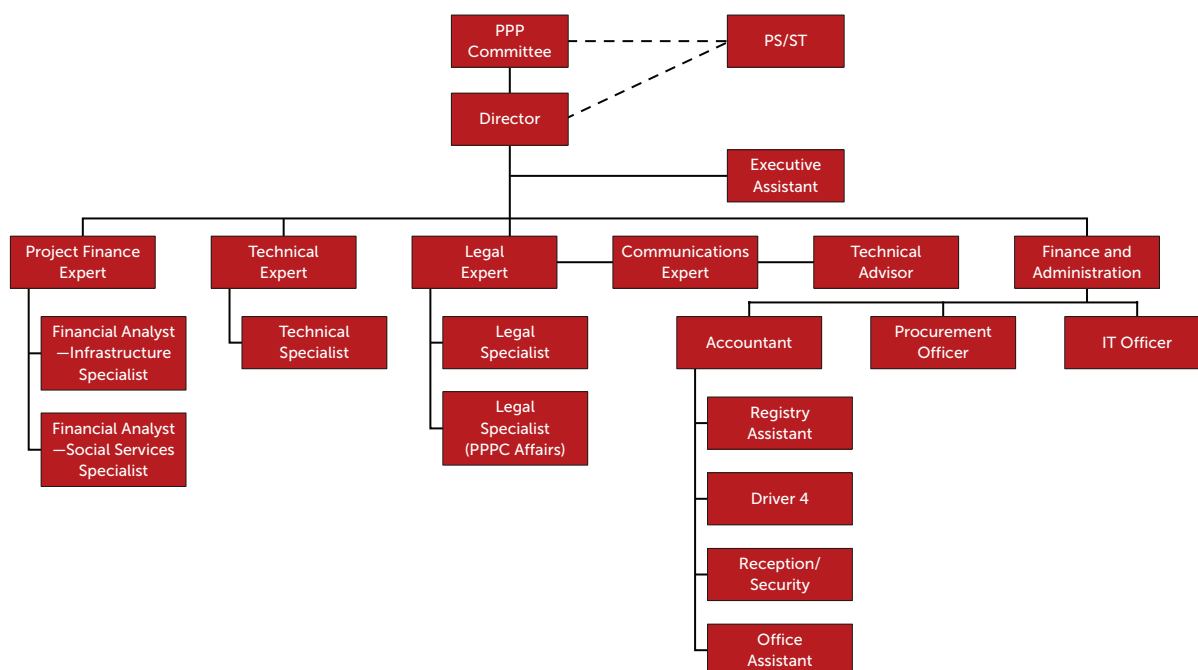 PPP
Committee
PS/ST
Director
Executive
Assistant
Project Finance
Expert
Technical
Expert
Legal
Expert
Communications
Expert
Technical
Advisor
Finance and
Administration
Financial Analyst
—Infrastructure
Specialist
Technical
Specialist
Legal
Specialist
Accountant
Procurement
Officer
IT Officer
Financial Analyst
—Social Services
Specialist
Legal
Specialist
(PPPC Affairs)
Registry
Assistant
Driver 4
Reception/
Security
Office
Assistant